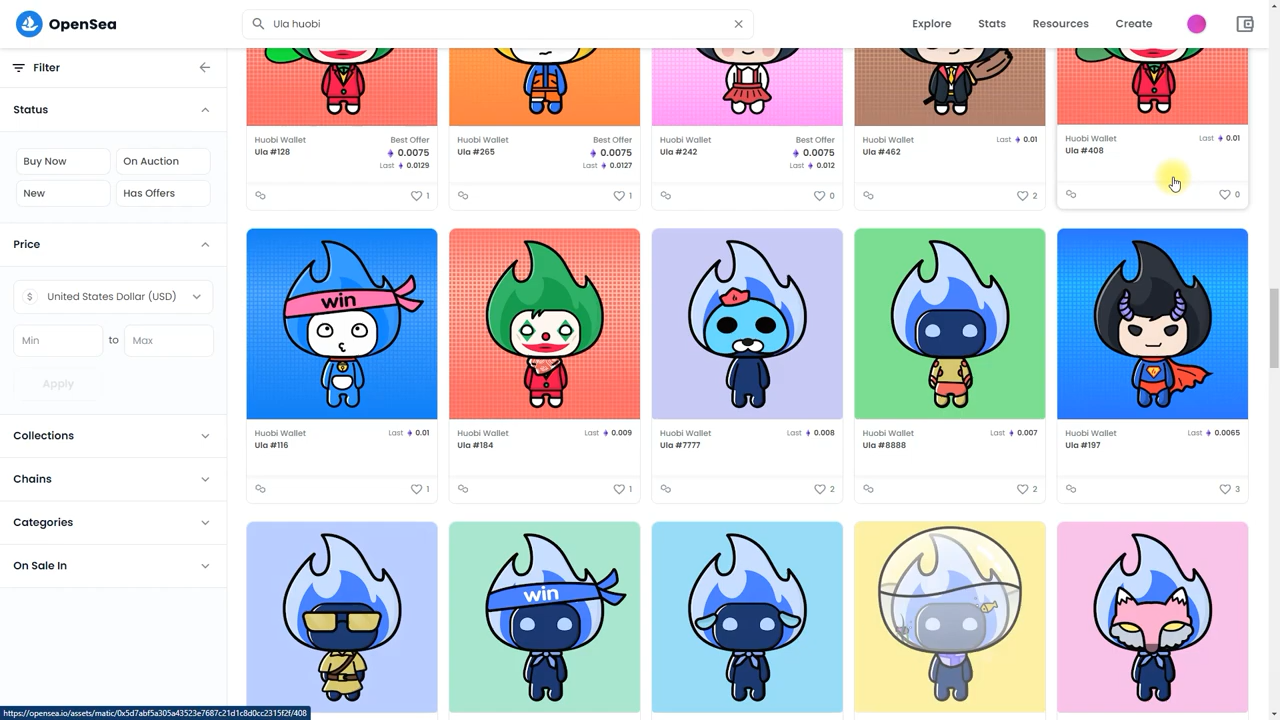 OpenSea
Ula huobi
Explore
Stats
Resources
Create
Filter
Status
Buy Now
On Auction
New
Has Offers
Price
$ United States Dollar (USD)
Min
to
Max
Apply
Collections
Chains
Categories
On Sale In
Huobi Wallet Best Offer
Ula #128 0.0075
Last 0.0129
1
Huobi Wallet Best Offer
Ula #265 0.0075
Last 0.0127
1
Huobi Wallet Best Offer
Ula #242 0.0075
Last 0.012
0
Huobi Wallet Last 0.01
Ula #462
2
Huobi Wallet Last 0.01
Ula #408
0
win
Huobi Wallet Last 0.01
Ula #116
1
Huobi Wallet Last 0.009
Ula #184
1
Huobi Wallet Last 0.008
Ula #7777
2
Huobi Wallet Last 0.007
Ula #8888
2
Huobi Wallet Last 0.0065
Ula #197
3
win
https://opensea.io/assets/matic/0x5d7abf5a305a43523e7687c21d1c8d0cc2315f2f/408